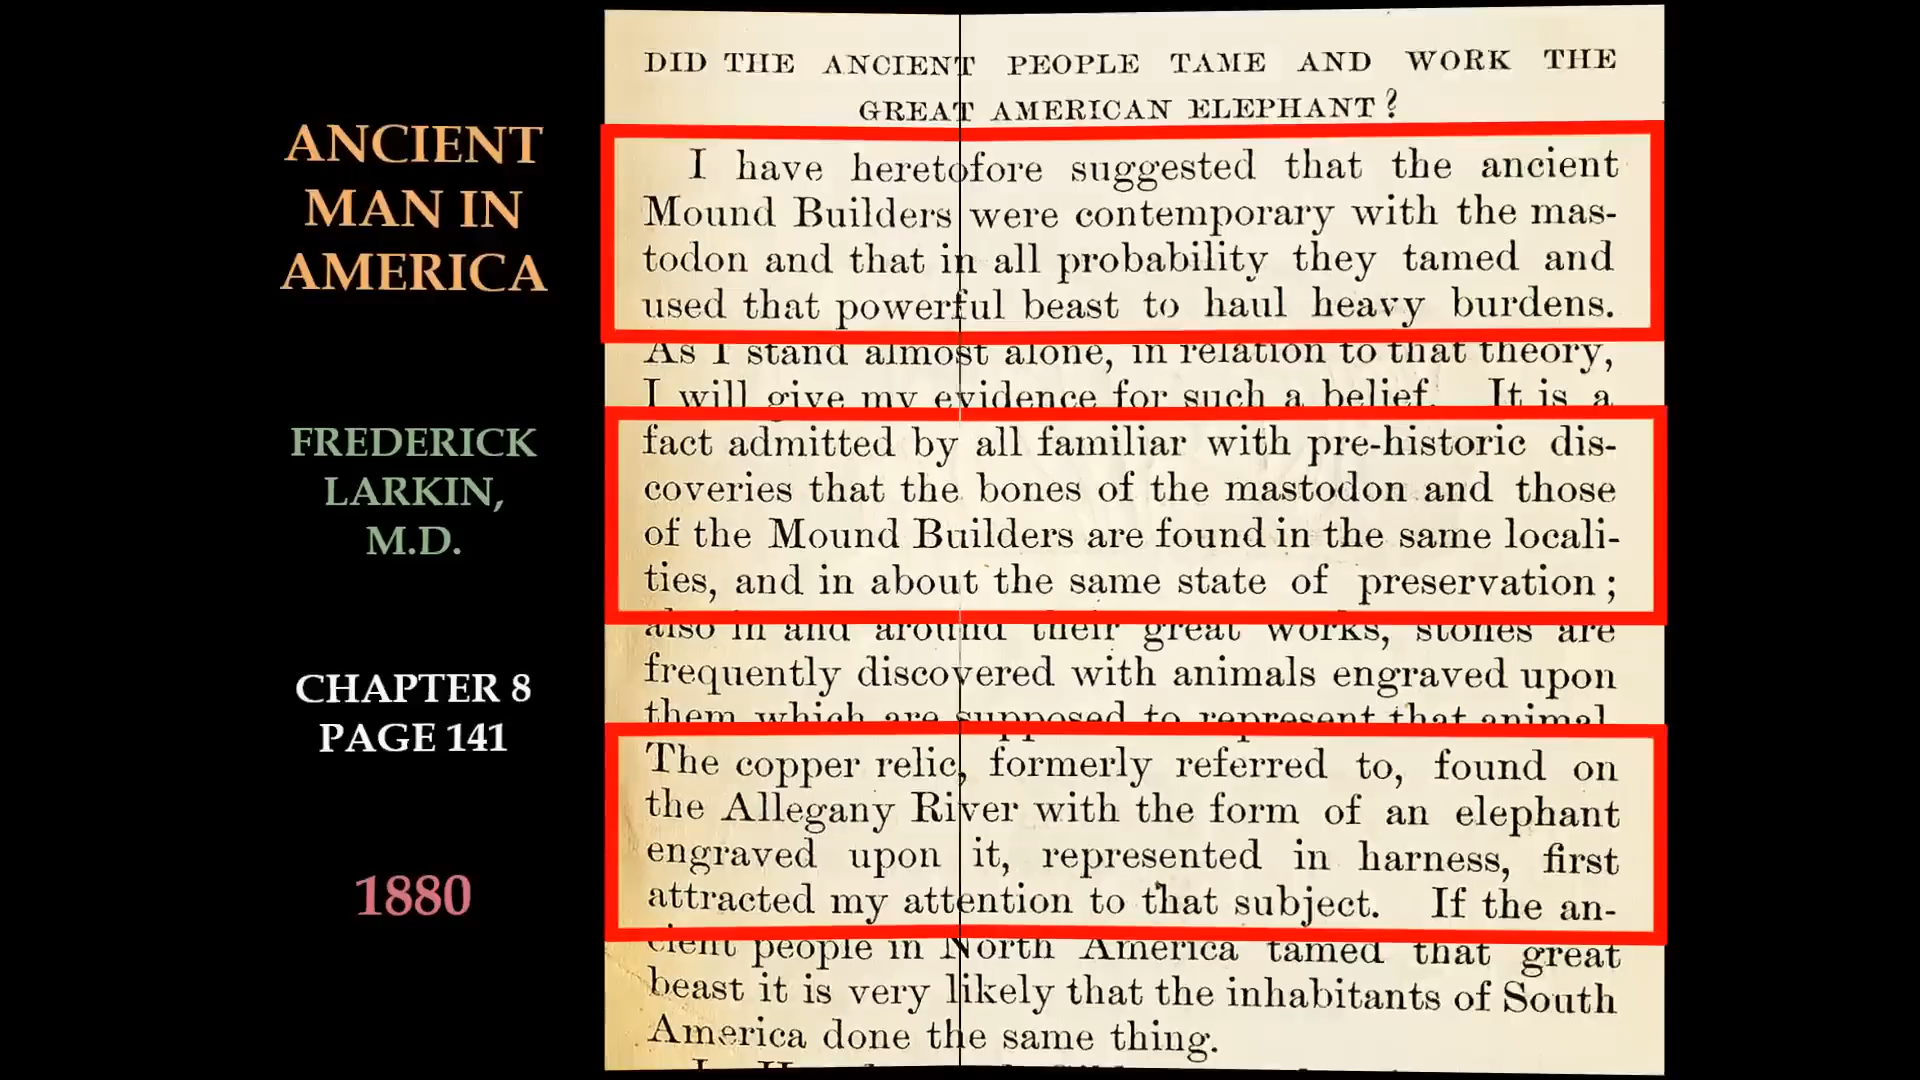 ANCIENT
MAN IN
AMERICA
FREDERICK
LARKIN,
M.D.
CHAPTER 8
PAGE 141
1880
DID THE ANCIENT PEOPLE TAME AND WORK THE
GREAT AMERICAN ELEPHANT?
I have heretofore suggested that the ancient
Mound Builders were contemporary with the mas-
todon and that in all probability they tamed and
used that powerful beast to haul heavy burdens.
As I stand almost alone, in relation to that theory,
I will give my evidence for such a belief. It is a
fact admitted by all familiar with pre-historic dis-
coveries that the bones of the mastodon and those
of the Mound Builders are found in the same locali-
ties, and in about the same state of preservation;
also in and around their great works, stones are
frequently discovered with animals engraved upon
them which are supposed to represent that animal.
The copper relic, formerly referred to, found on
the Allegany River with the form of an elephant
engraved upon it, represented in harness, first
attracted my attention to that subject. If the an-
cient people in North America tamed that great
beast it is very likely that the inhabitants of South
America done the same thing.